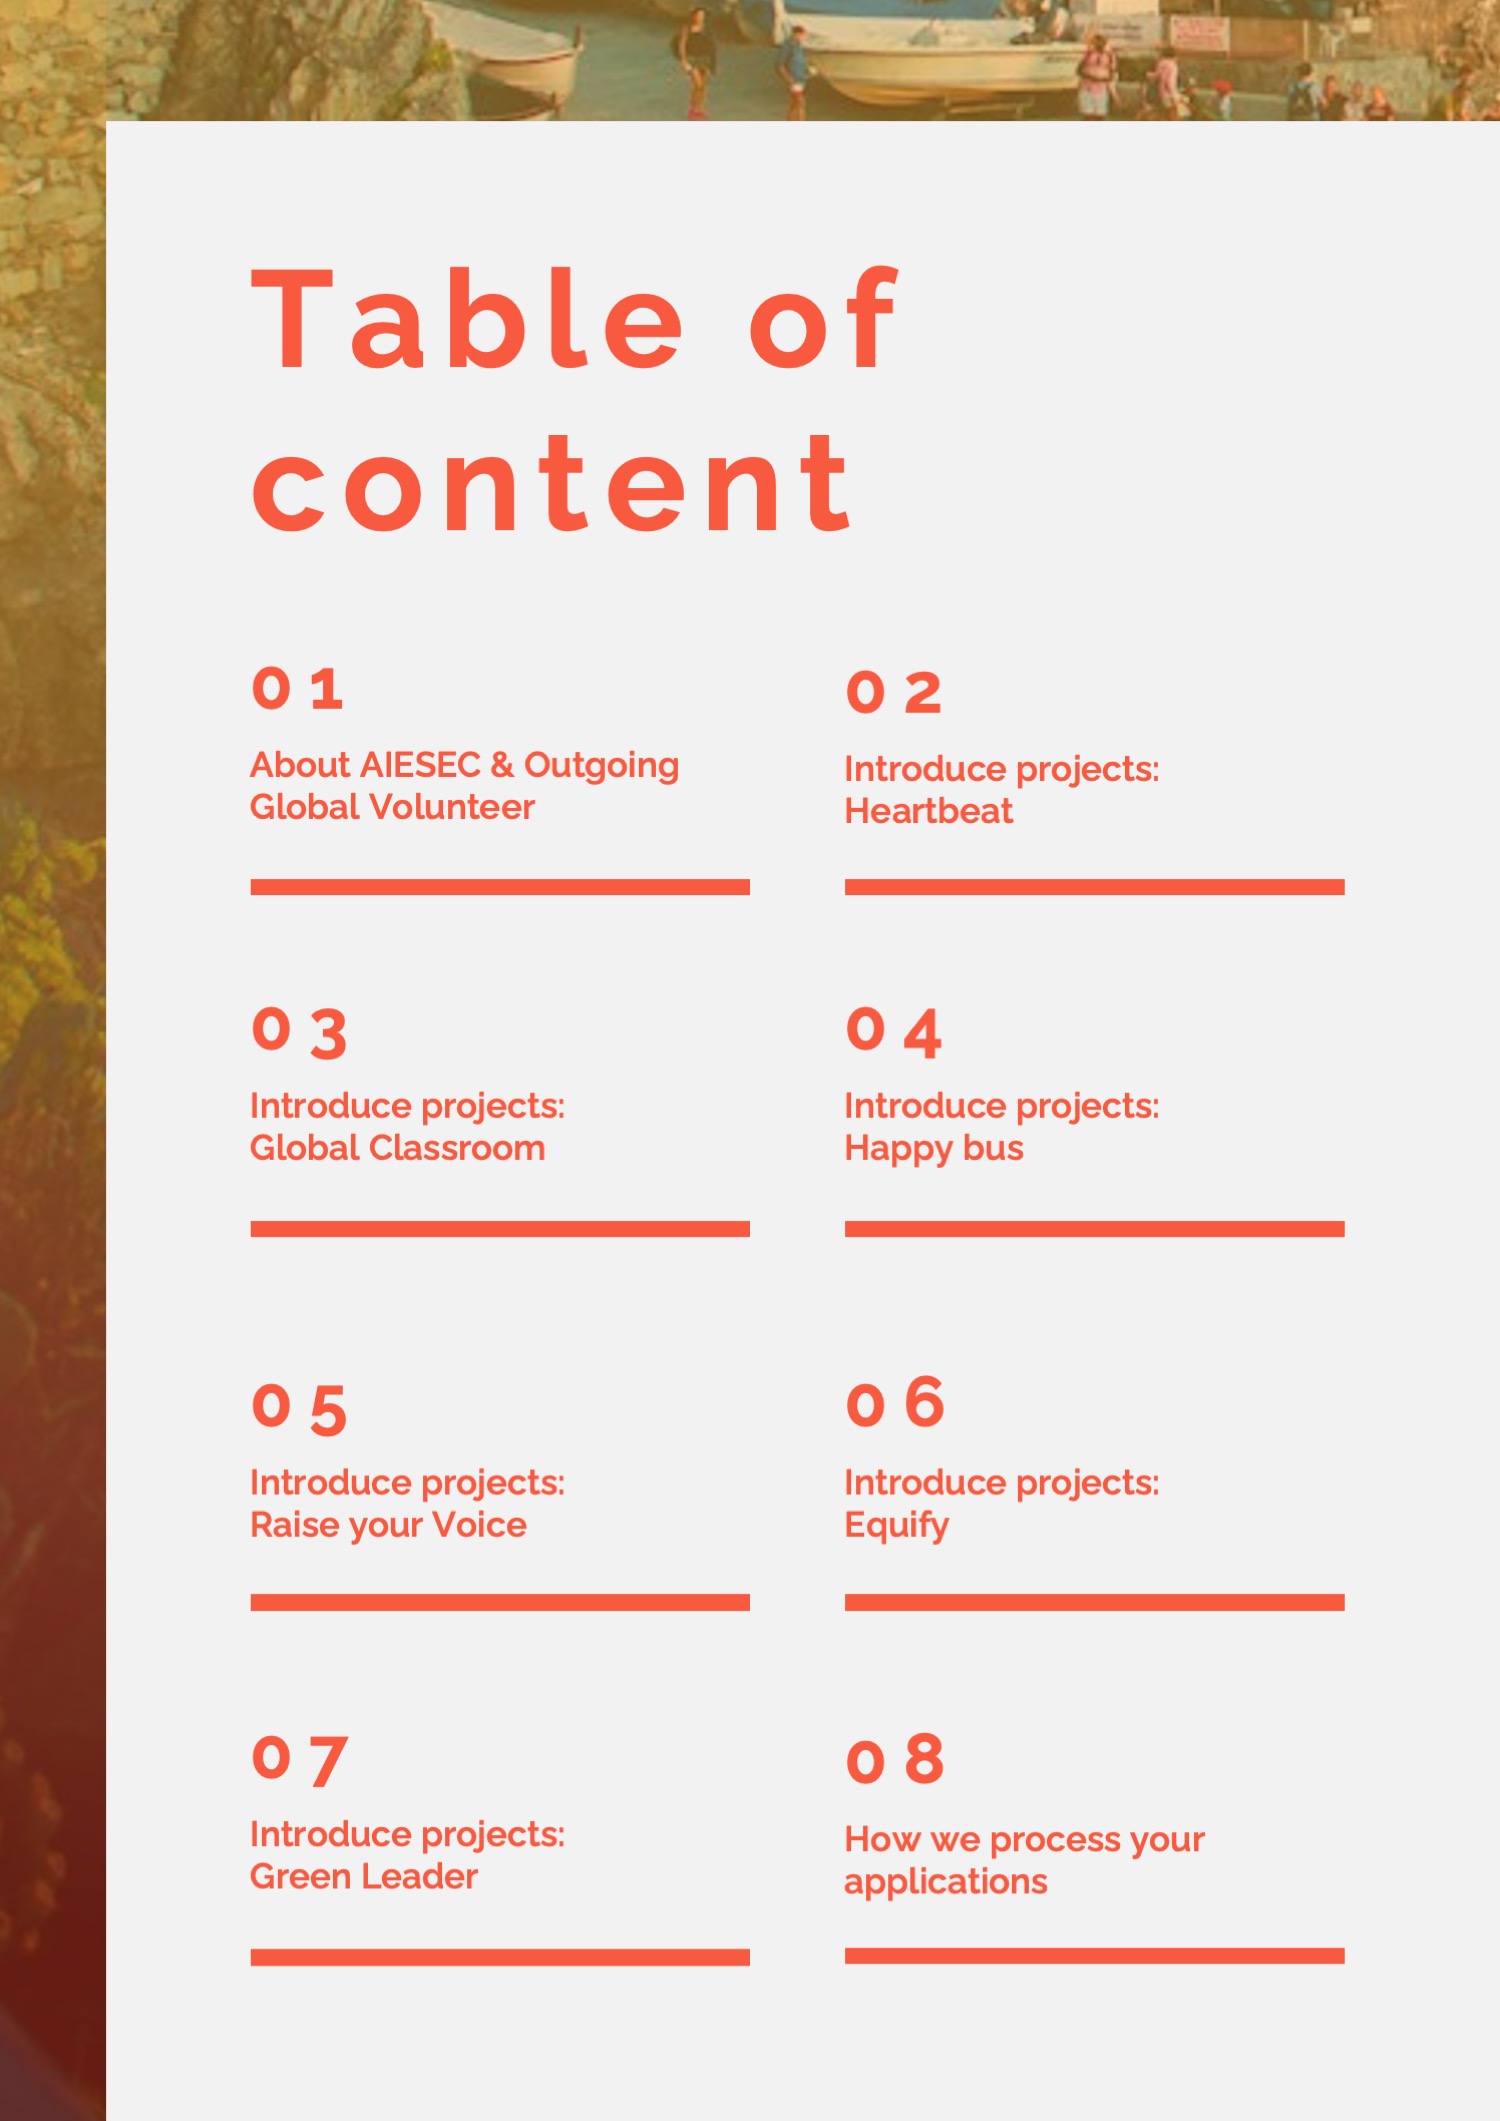 Table of
content
01
About AIESEC & Outgoing
Global Volunteer
02
Introduce projects:
Heartbeat
03
Introduce projects:
Global Classroom
04
Introduce projects:
Happy bus
05
Introduce projects:
Raise your Voice
06
Introduce projects:
Equify
07
Introduce projects:
Green Leader
08
How we process your
applications